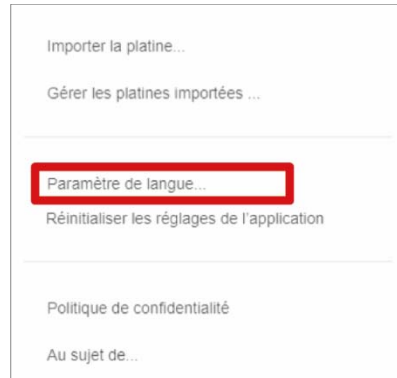 Importer la platine...
Gérer les platines importées ...
Paramètre de langue...
Réinitialiser les réglages de l'application
Politique de confidentialité
Au sujet de...